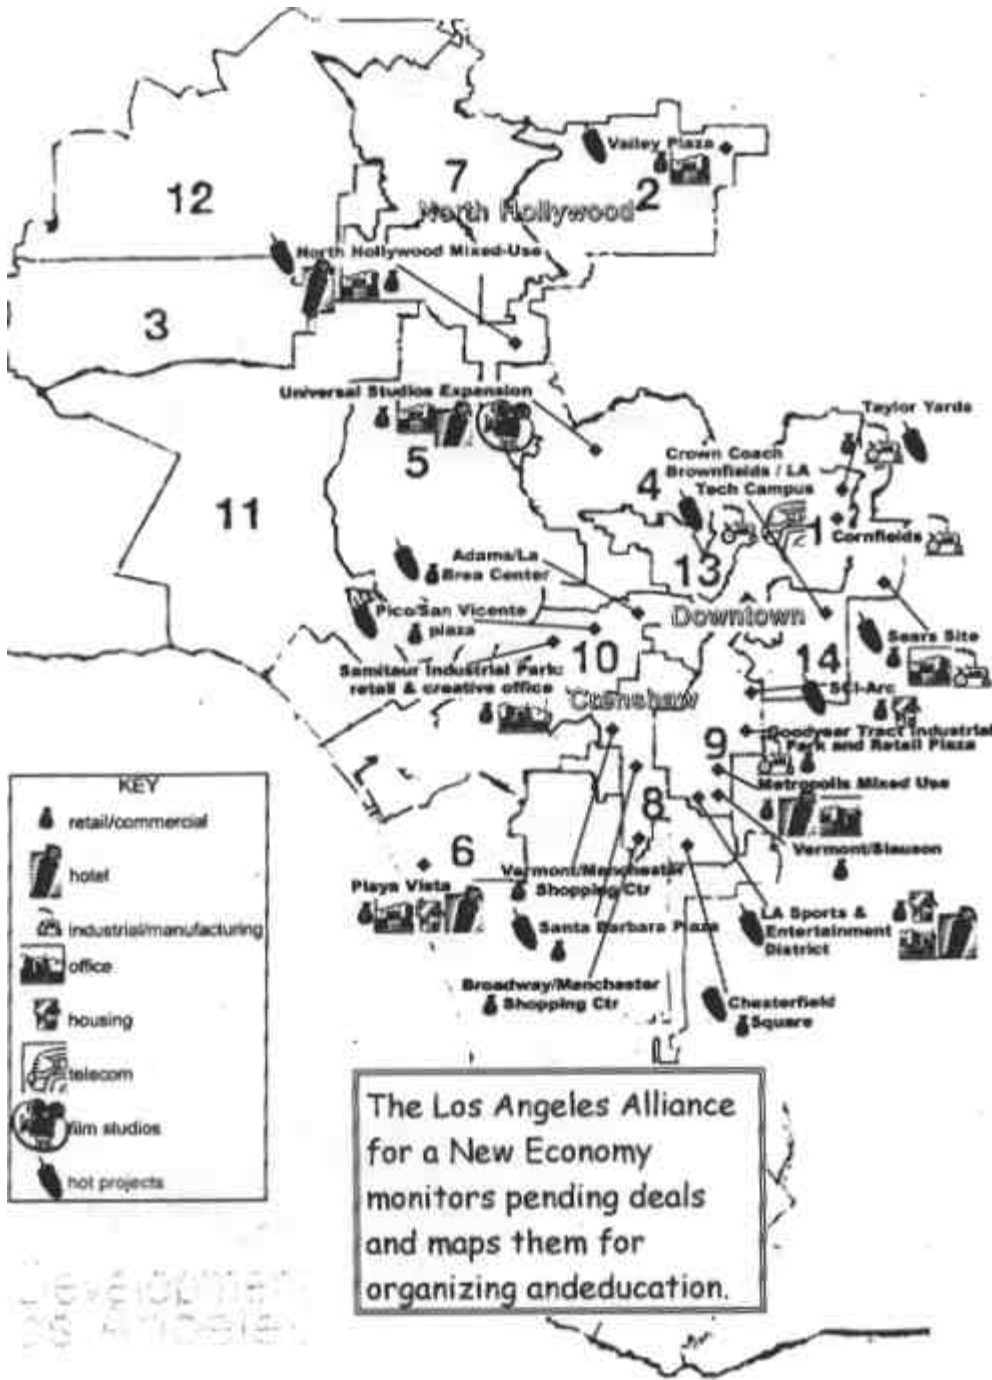 Valley Plaza
12
7
2
North Hollywood
North Hollywood Mixed-Use
3
Universal Studios Expansion
Taylor Yards
5
Crown Coach
Brownfields / LA
Tech Campus
4
11
1
Cornfields
Adams/La
Brea Center
13
Pico/San Vicente
plaza
Downtown
Sears Site
10
14
Samitaur Industrial Park:
retail & creative office
SCI-Arc
Crenshaw
Goodyear Tract Industrial
Park and Retail Plaza
9
Metropolis Mixed Use
8
6
Vermont/Slauson
Vermont/Manchester
Shopping Ctr
Playa Vista
Santa Barbara Plaza
LA Sports &
Entertainment
District
Broadway/Manchester
Shopping Ctr
Chesterfield
Square
KEY
retail/commercial
hotel
industrial/manufacturing
office
housing
telecom
film studios
hot projects
The Los Angeles Alliance
for a New Economy
monitors pending deals
and maps them for
organizing andeducation.